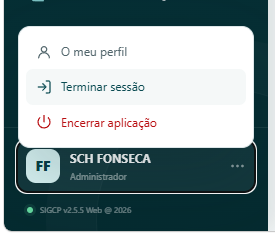 O meu perfil
Terminar sessão
Encerrar aplicação
FF
SCH FONSECA
Administrador
SIGCP v2.5.5 Web @ 2026